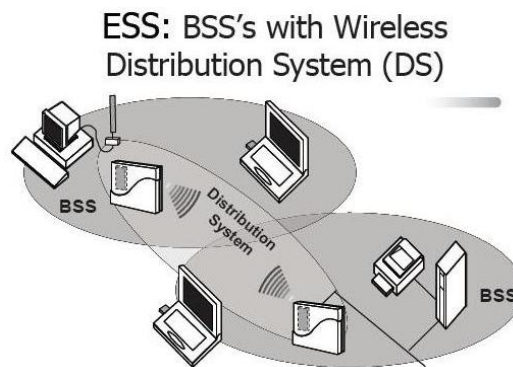 ESS: BSS's with Wireless
Distribution System (DS)
BSS
Distribution
System
BSS